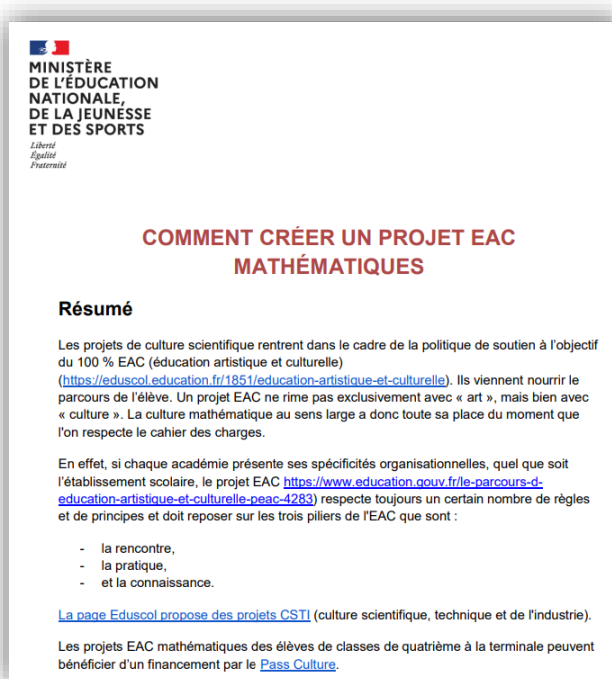 MINISTÈRE
DE L'ÉDUCATION
NATIONALE,
DE LA JEUNESSE
ET DES SPORTS
Liberté
Égalité
Fraternité
COMMENT CRÉER UN PROJET EAC
MATHÉMATIQUES
Résumé
Les projets de culture scientifique rentrent dans le cadre de la politique de soutien à l'objectif
du 100 % EAC (éducation artistique et culturelle)
(https://eduscol.education.fr/1851/education-artistique-et-culturelle). Ils viennent nourrir le
parcours de l'élève. Un projet EAC ne rime pas exclusivement avec « art », mais bien avec
« culture ». La culture mathématique au sens large a donc toute sa place du moment que
l'on respecte le cahier des charges.
En effet, si chaque académie présente ses spécificités organisationnelles, quel que soit
l'établissement scolaire, le projet EAC https://www.education.gouv.fr/le-parcours-d-
education-artistique-et-culturelle-peac-4283) respecte toujours un certain nombre de règles
et de principes et doit reposer sur les trois piliers de l'EAC que sont :
- la rencontre,
- la pratique,
- et la connaissance.
La page Eduscol propose des projets CSTI (culture scientifique, technique et de l'industrie).
Les projets EAC mathématiques des élèves de classes de quatrième à la terminale peuvent
bénéficier d'un financement par le Pass Culture.